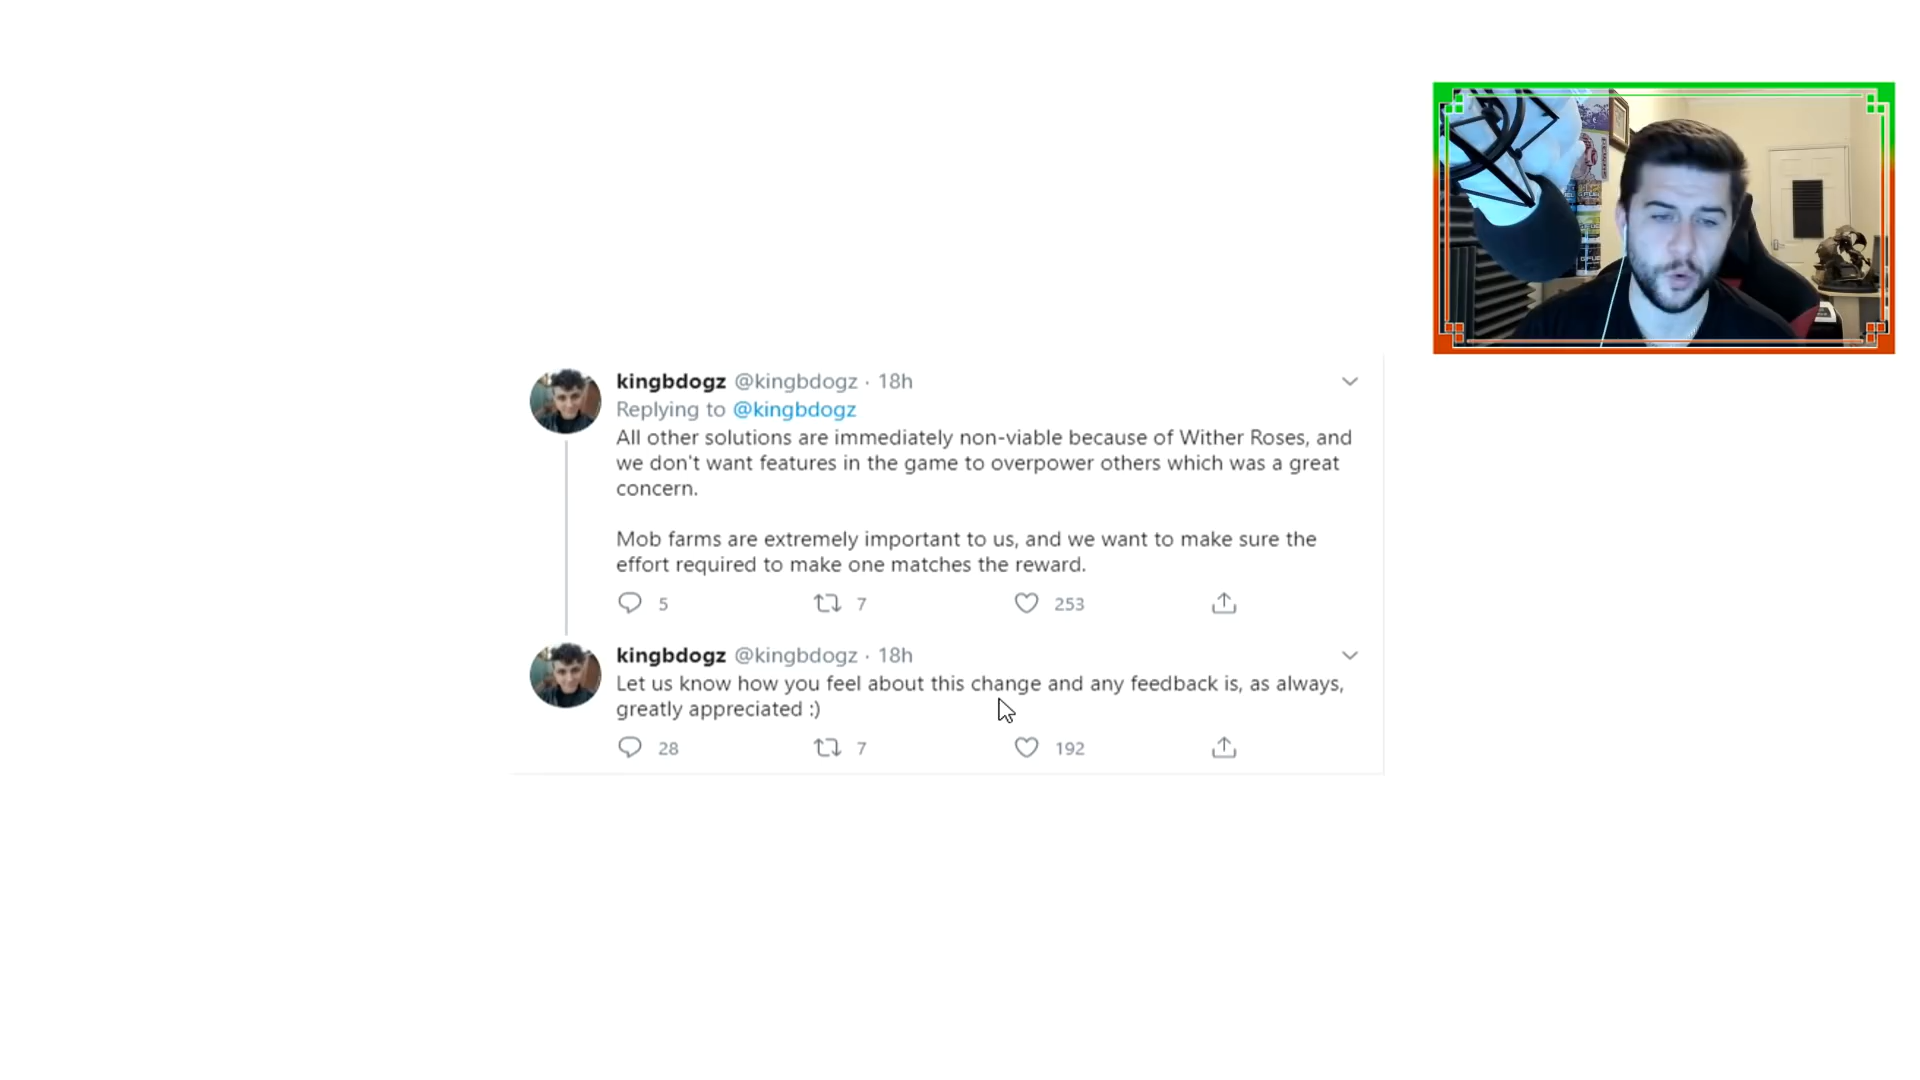 kingbdogz @kingbdogz · 18h
Replying to @kingbdogz
All other solutions are immediately non-viable because of Wither Roses, and
we don't want features in the game to overpower others which was a great
concern.
Mob farms are extremely important to us, and we want to make sure the
effort required to make one matches the reward.
5 7 253
kingbdogz @kingbdogz · 18h
Let us know how you feel about this change and any feedback is, as always,
greatly appreciated :)
28 7 192